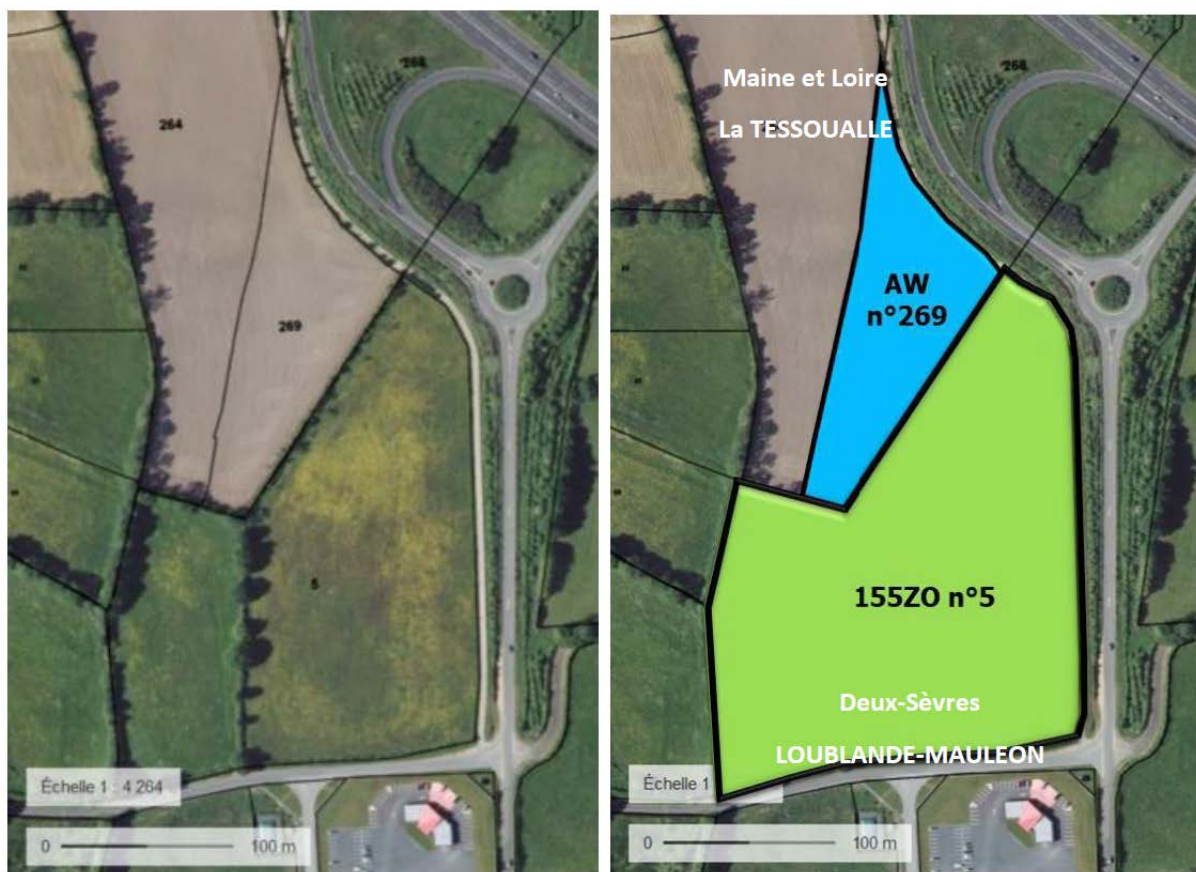 268
264
269
5
Échelle 1 : 4 264
0 100 m
Maine et Loire
268
La TESSOUALLE
AW
n°269
155ZO n°5
Deux-Sèvres
LOUBLANDE-MAULEON
Échelle 1
0 100 m